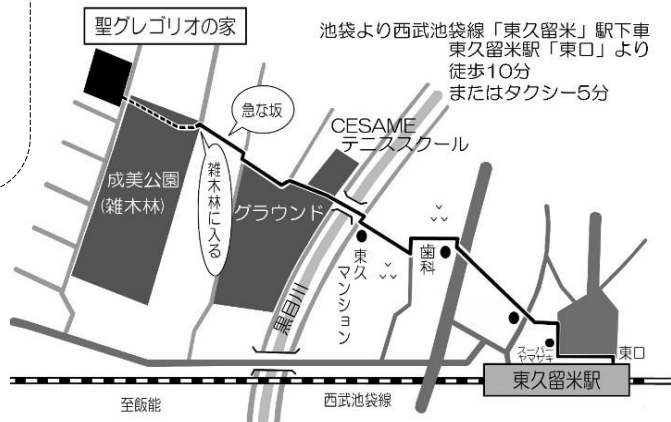 聖グレゴリオの家
池袋より西武池袋線「東久留米」駅下車
東久留米駅「東口」より
徒歩10分
またはタクシー5分
急な坂
CESAME
テニススクール
成美公園
(雑木林)
雑木林に入る
グラウンド
東久
マンション
歯科
黒目川
スーパー
ヤマザキ
東口
東久留米駅
至飯能
西武池袋線